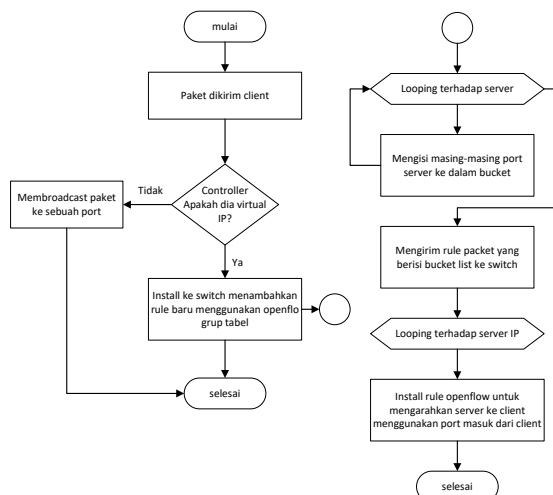 mulai
Paket dikirim client
Controller
Apakah dia virtual
IP?
Tidak
Membroadcast paket
ke sebuah port
Ya
Install ke switch menambahkan
rule baru menggunakan openflo
grup tabel
selesai
Looping terhadap server
Mengisi masing-masing port
server ke dalam bucket
Mengirim rule packet yang
berisi bucket list ke switch
Looping terhadap server IP
Install rule openflow untuk
mengarahkan server ke client
menggunakan port masuk dari client
selesai